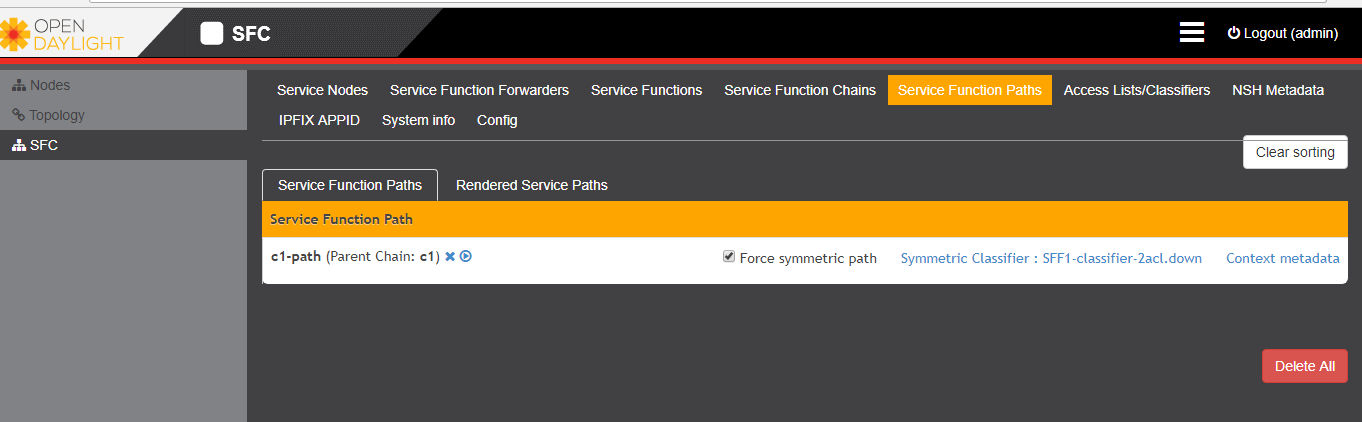 OPEN
DAYLIGHT
SFC
Logout (admin)
Nodes
Topology
SFC
Service Nodes Service Function Forwarders Service Functions Service Function Chains Service Function Paths Access Lists/Classifiers NSH Metadata
IPFIX APPID System info Config
Clear sorting
Service Function Paths Rendered Service Paths
Service Function Path
c1-path (Parent Chain: c1) Force symmetric path Symmetric Classifier : SFF1-classifier-2acl.down Context metadata
Delete All